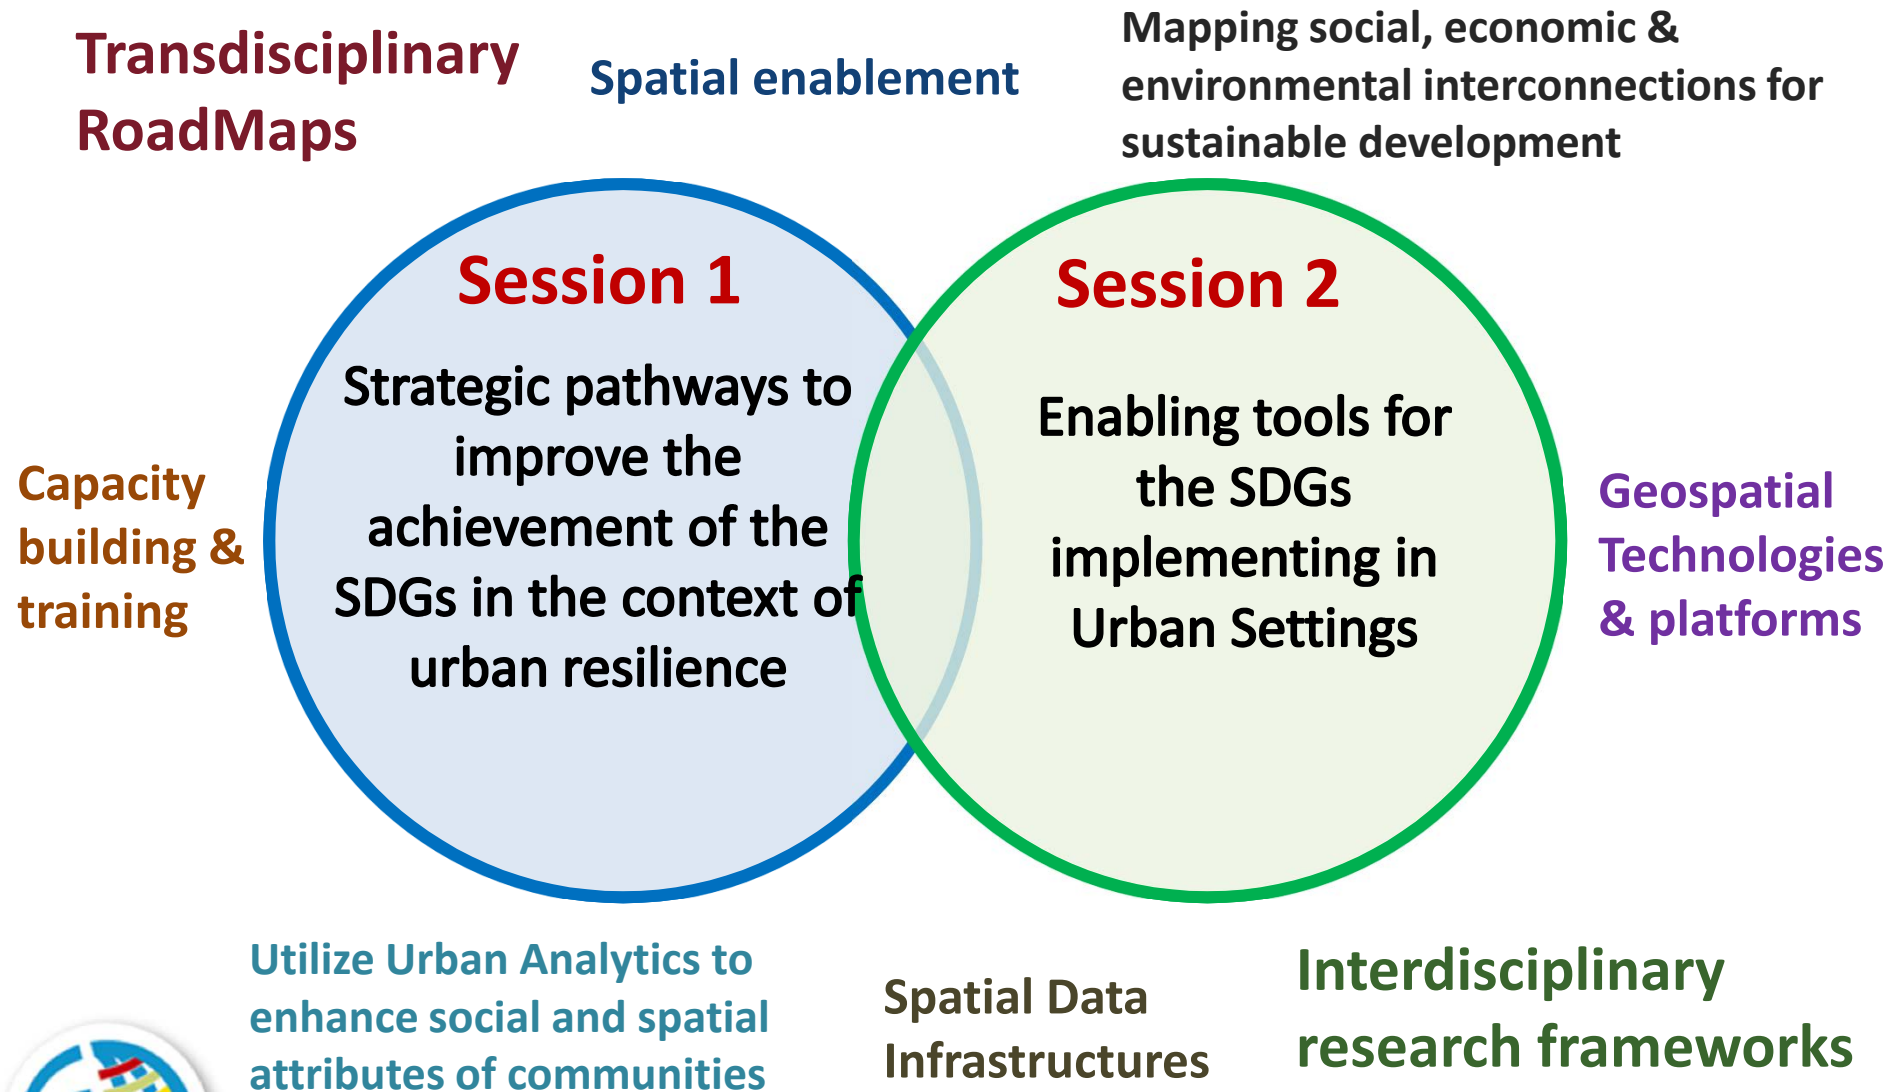 Transdisciplinary
RoadMaps
Spatial enablement
Mapping social, economic &
environmental interconnections for
sustainable development
Session 1
Strategic pathways to
improve the
achievement of the
SDGs in the context of
urban resilience
Session 2
Enabling tools for
the SDGs
implementing in
Urban Settings
Capacity
building &
training
Geospatial
Technologies
& platforms
Utilize Urban Analytics to
enhance social and spatial
attributes of communities
Spatial Data
Infrastructures
Interdisciplinary
research frameworks